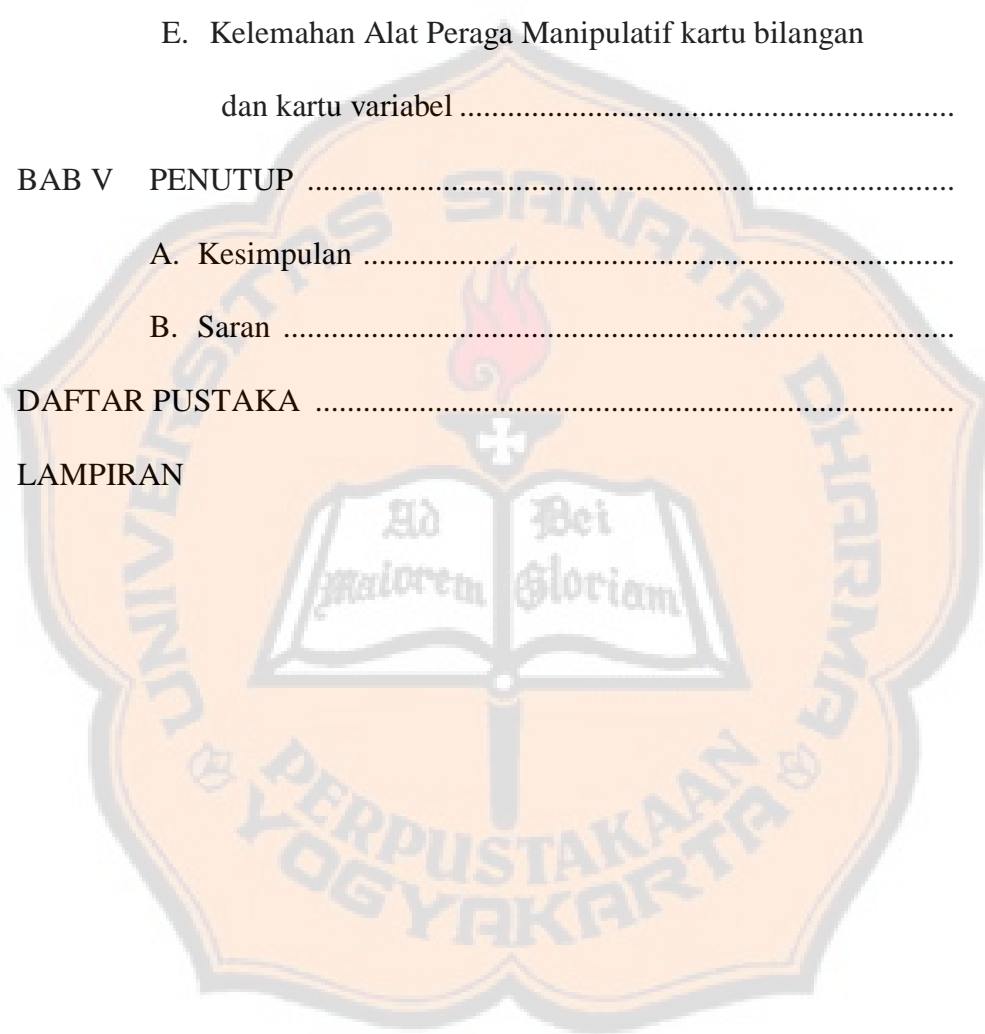 E. Kelemahan Alat Peraga Manipulatif kartu bilangan
dan kartu variabel ..............................................................
BAB V PENUTUP .................................................................................
A. Kesimpulan ..........................................................................
B. Saran ....................................................................................
DAFTAR PUSTAKA ................................................................................
LAMPIRAN
UNIVERSITAS SANATA DHARMA
Ad Dei
Maiorem Gloriam
PERPUSTAKAAN
YOGYAKARTA